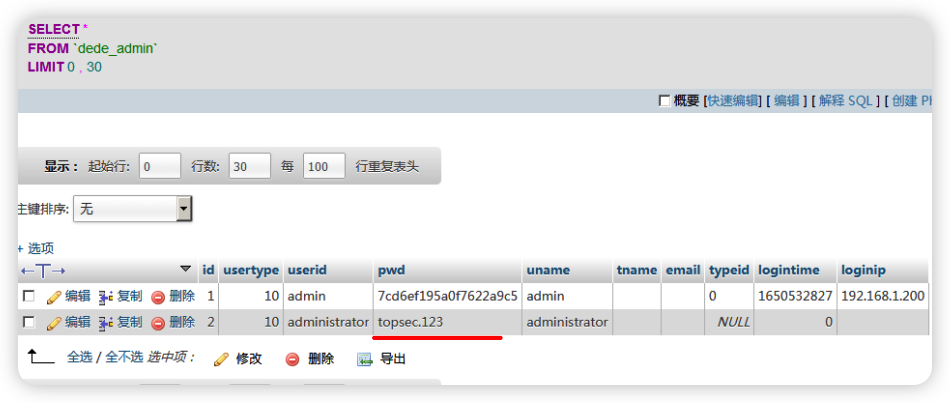 SELECT *
FROM `dede_admin`
LIMIT 0 , 30
概要 [快速编辑] [ 编辑 ] [ 解释 SQL ] [ 创建 PH
显示 : 起始行: 0 行数: 30 每 100 行重复表头
主键排序: 无
+ 选项
←T→ id usertype userid pwd uname tname email typeid logintime loginip
编辑 复制 删除 1 10 admin 7cd6ef195a0f7622a9c5 admin 0 1650532827 192.168.1.200
编辑 复制 删除 2 10 administrator topsec.123 administrator NULL 0
全选 / 全不选 选中项 : 修改 删除 导出